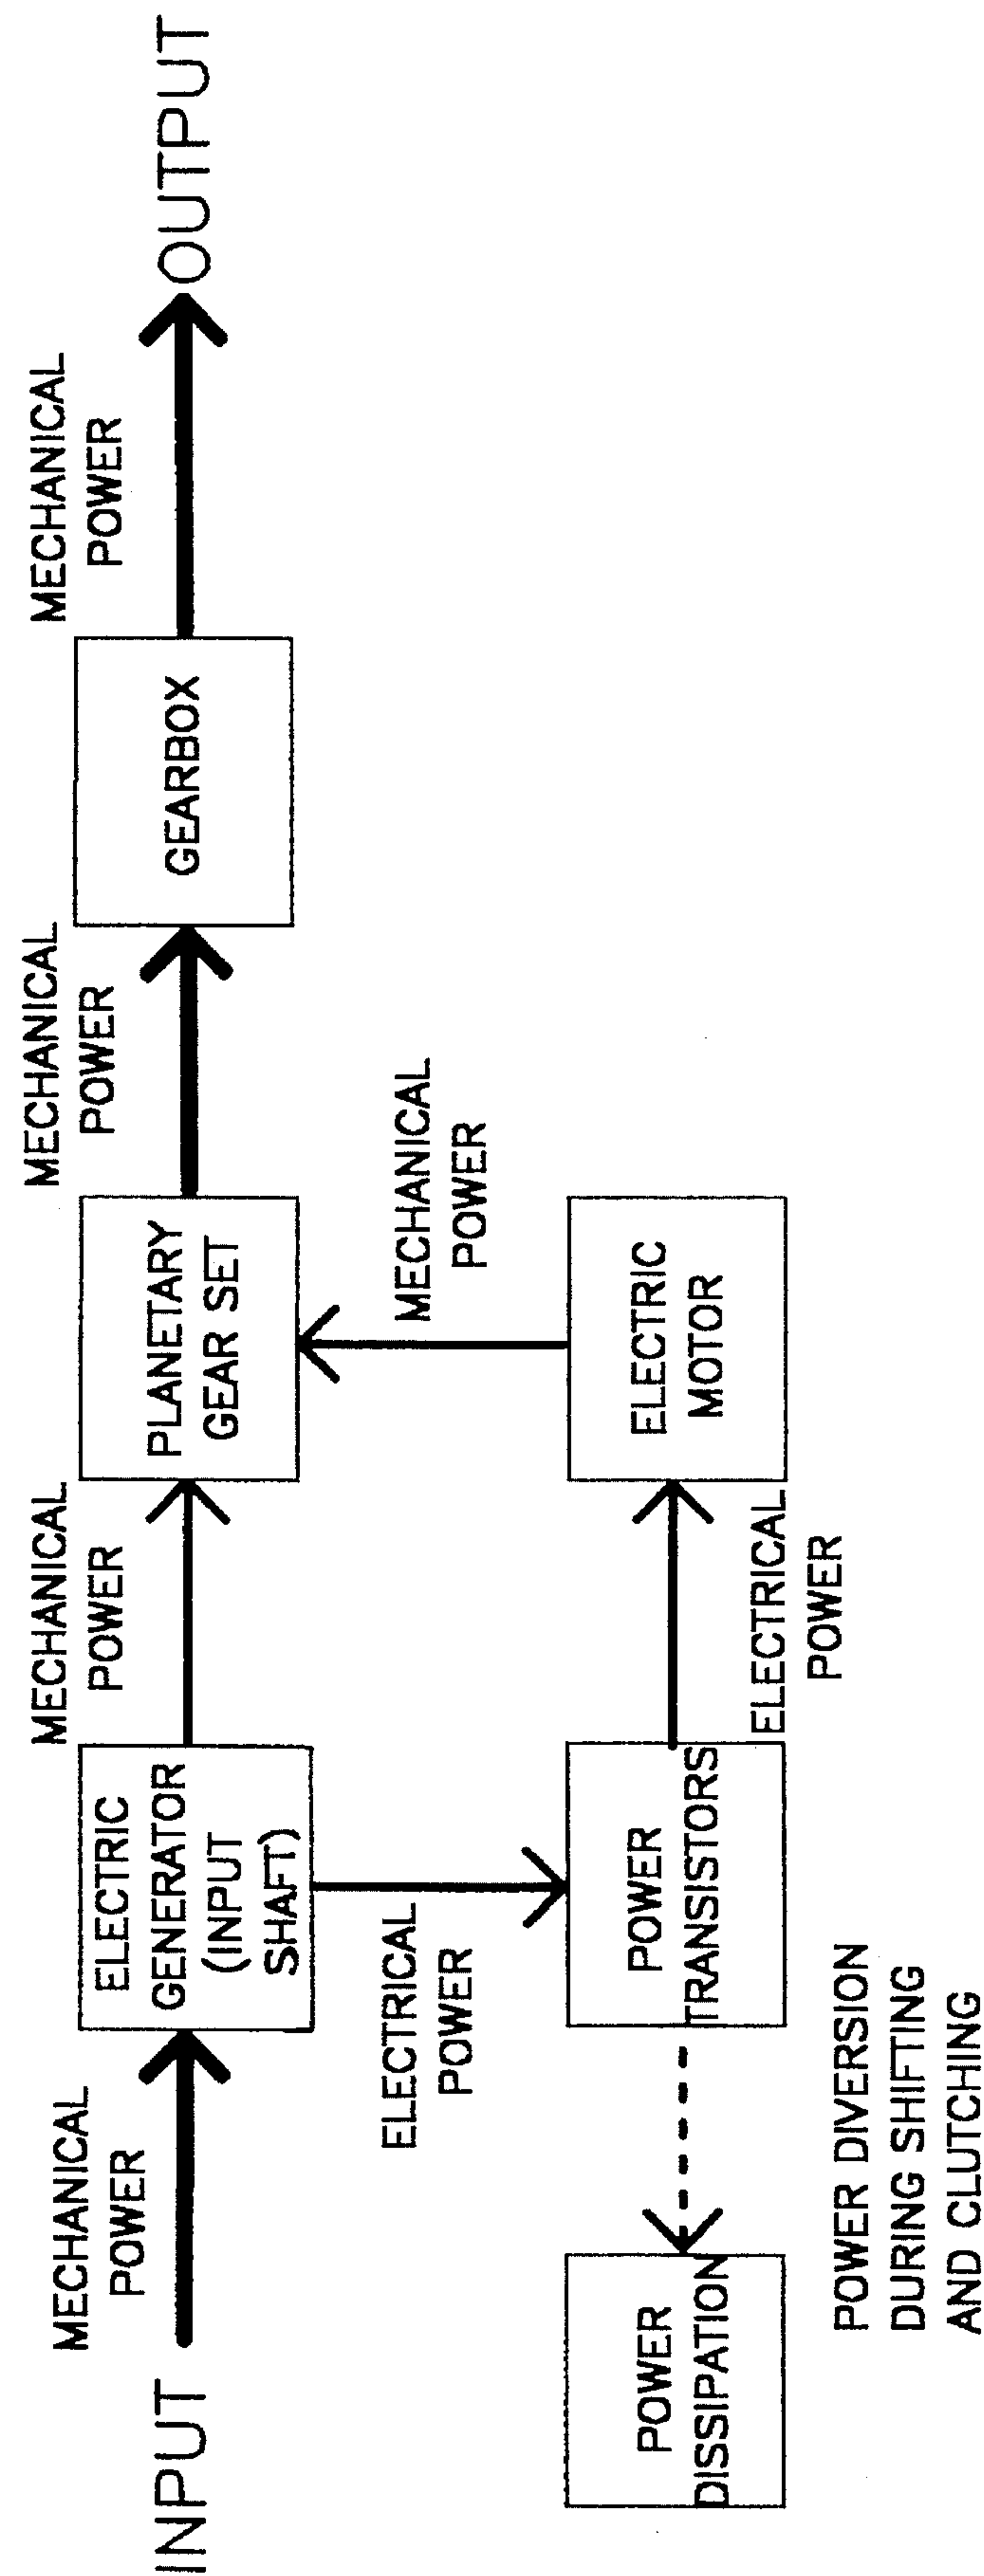 INPUT
MECHANICAL
POWER
ELECTRIC
GENERATOR
(INPUT
SHAFT)
MECHANICAL
POWER
PLANETARY
GEAR SET
MECHANICAL
POWER
GEARBOX
MECHANICAL
POWER
OUTPUT
ELECTRICAL
POWER
MECHANICAL
POWER
POWER
DISSIPATION
POWER
TRANSISTORS
ELECTRICAL
POWER
ELECTRIC
MOTOR
POWER DIVERSION
DURING SHIFTING
AND CLUTCHING